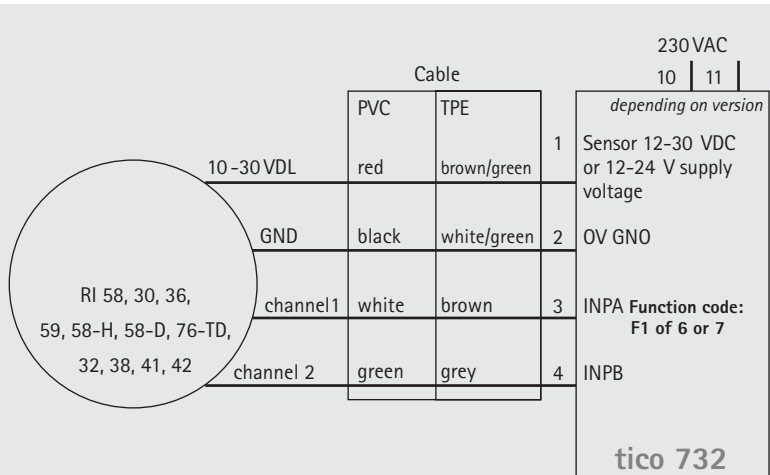 230 VAC
10 11
depending on version
Cable
PVC TPE
1 Sensor 12-30 VDC
or 12-24 V supply
voltage
10-30 VDL red brown/green
GND black white/green 2 OV GNO
RI 58, 30, 36,
59, 58-H, 58-D, 76-TD,
32, 38, 41, 42
channel1 white brown 3 INPA Function code:
F1 of 6 or 7
channel 2 green grey 4 INPB
tico 732